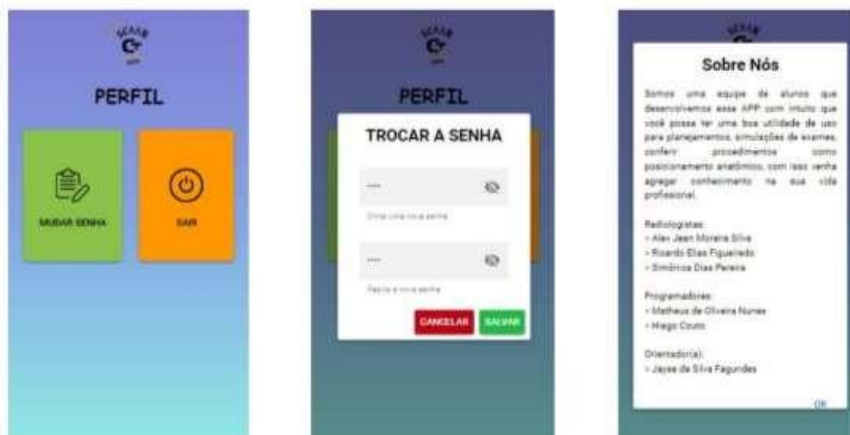 SCAAR
CT
PERFIL
MUDAR SENHA
SAIR
SCAAR
CT
PERFIL
TROCAR A SENHA
----
Digite uma nova senha
----
Repita a nova senha
CANCELAR SALVAR
Sobre Nós
Somos uma equipe de alunos que
desenvolvemos esse APP com intuito que
você possa ter uma boa utilidade de uso
para planejamentos, simulações de exames,
conferir procedimentos como
posicionamento anatômico, com isso venha
agregar conhecimento na sua vida
profissional.
Radiologistas:
Alex Jean Moreira Silva
Ricardo Elias Figueiredo
Dias Pereira
Programadores:
Matheus de Oliveira Nunes
Hiago Couto
Orientador(a):
da Silva Fagundes
OK